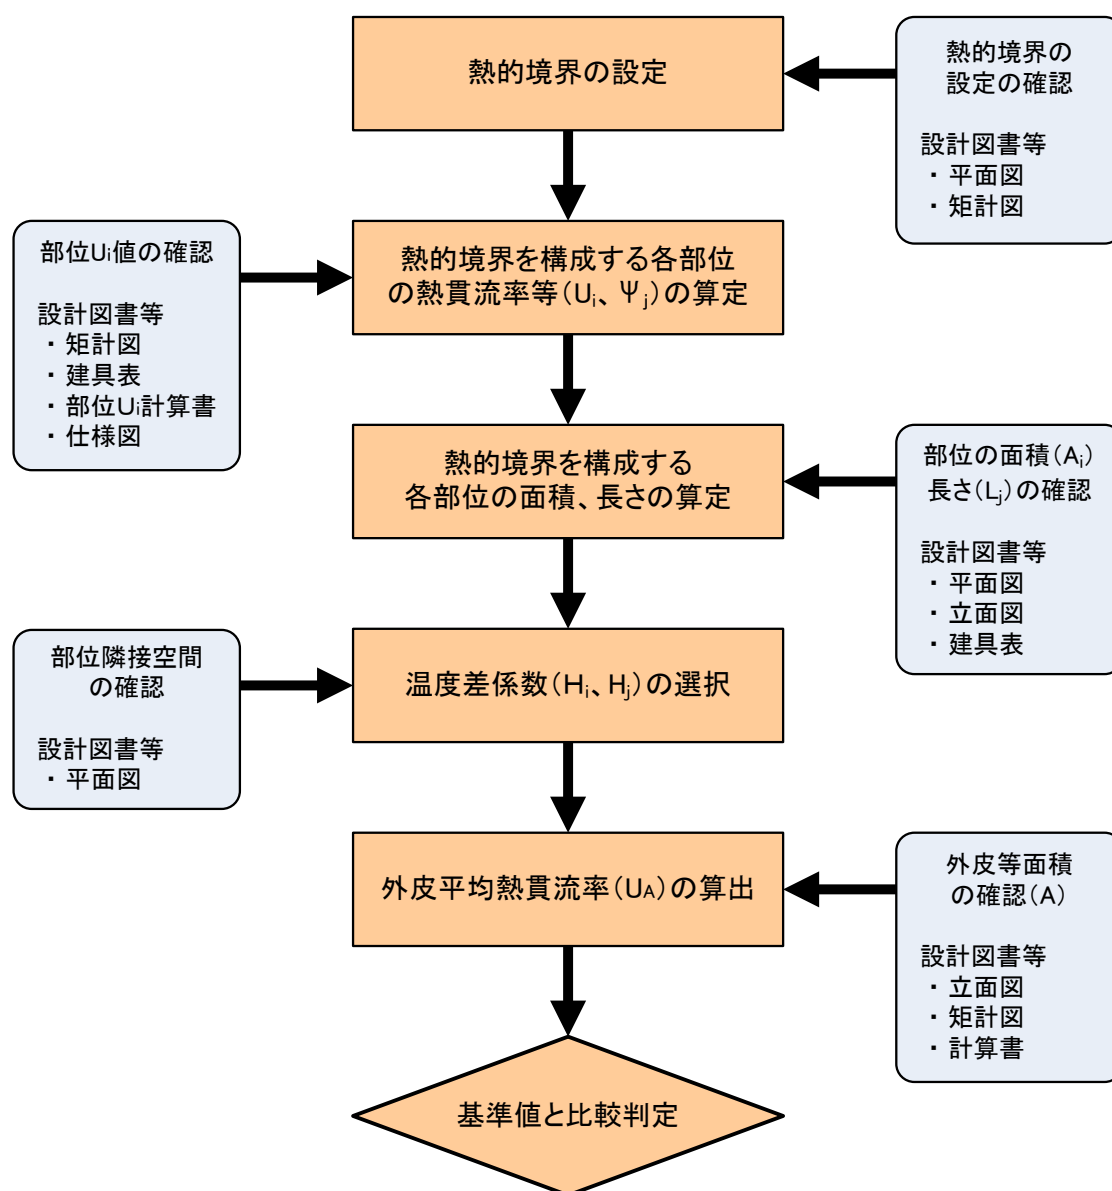 熱的境界の設定
熱的境界の
設定の確認
設計図書等
・平面図
・矩計図
部位Ui値の確認
設計図書等
・矩計図
・建具表
・部位Ui計算書
・仕様図
熱的境界を構成する各部位
の熱貫流率等(Ui、Ψj)の算定
熱的境界を構成する
各部位の面積、長さの算定
部位の面積(Ai)
長さ(Lj)の確認
設計図書等
・平面図
・立面図
・建具表
部位隣接空間
の確認
設計図書等
・平面図
温度差係数(Hi、Hj)の選択
外皮平均熱貫流率(UA)の算出
外皮等面積
の確認(A)
設計図書等
・立面図
・矩計図
・計算書
基準値と比較判定